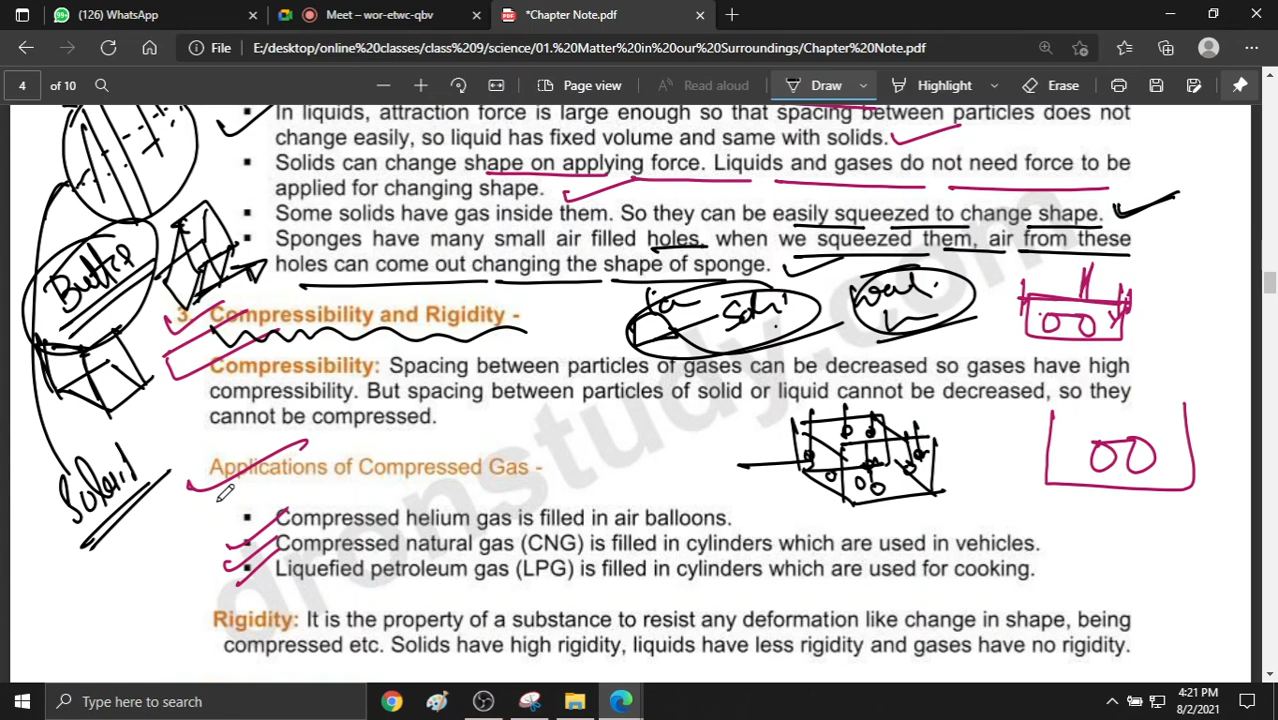 (126) WhatsApp
Meet – wor-etwc-qbv
*Chapter Note.pdf
File
E:/desktop/online%20classes/class%209/science/01.%20Matter%20in%20our%20Surroundings/Chapter%20Note.pdf
4 of 10
Page view
Read aloud
Draw
Highlight
Erase
In liquids, attraction force is large enough so that spacing between particles does not
change easily, so liquid has fixed volume and same with solids.
Solids can change shape on applying force. Liquids and gases do not need force to be
applied for changing shape.
Some solids have gas inside them. So they can be easily squeezed to change shape.
Sponges have many small air filled holes, when we squeezed them, air from these
holes can come out changing the shape of sponge.
3. Compressibility and Rigidity -
Compressibility: Spacing between particles of gases can be decreased so gases have high
compressibility. But spacing between particles of solid or liquid cannot be decreased, so they
cannot be compressed.
Applications of Compressed Gas -
Compressed helium gas is filled in air balloons.
Compressed natural gas (CNG) is filled in cylinders which are used in vehicles.
Liquefied petroleum gas (LPG) is filled in cylinders which are used for cooking.
Rigidity: It is the property of a substance to resist any deformation like change in shape, being
compressed etc. Solids have high rigidity, liquids have less rigidity and gases have no rigidity.
dronstudy.com
Type here to search
4:21 PM
8/2/2021